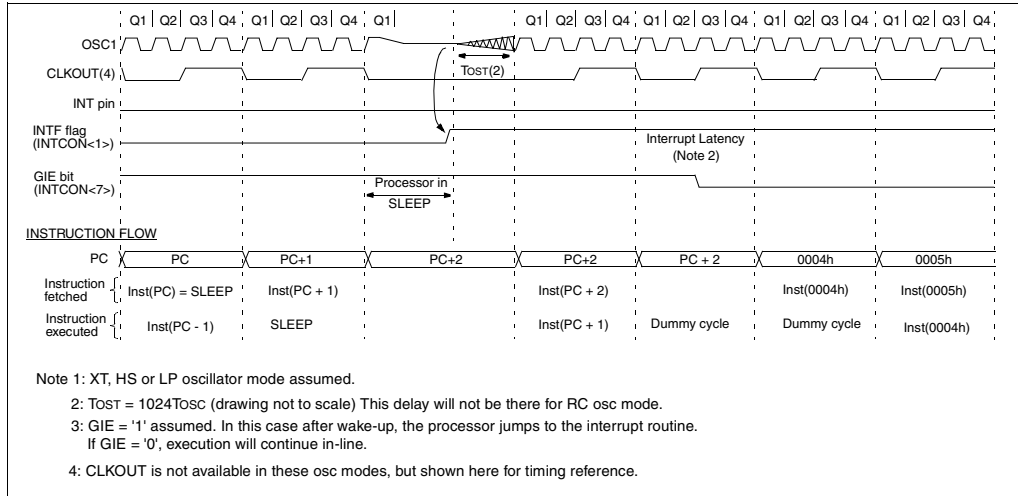 Q1 Q2 Q3 Q4 Q1 Q2 Q3 Q4 Q1 Q1 Q2 Q3 Q4 Q1 Q2 Q3 Q4 Q1 Q2 Q3 Q4 Q1 Q2 Q3 Q4
OSC1
TOST(2)
CLKOUT(4)
INT pin
INTF flag
(INTCON<1>)
Interrupt Latency
(Note 2)
GIE bit
(INTCON<7>)
Processor in
SLEEP
INSTRUCTION FLOW
PC PC PC+1 PC+2 PC+2 PC + 2 0004h 0005h
Instruction
fetched
Inst(PC) = SLEEP Inst(PC + 1) Inst(PC + 2) Inst(0004h) Inst(0005h)
Instruction
executed
Inst(PC - 1) SLEEP Inst(PC + 1) Dummy cycle Dummy cycle Inst(0004h)
Note 1: XT, HS or LP oscillator mode assumed.
2: TOST = 1024TOSC (drawing not to scale) This delay will not be there for RC osc mode.
3: GIE = '1' assumed. In this case after wake-up, the processor jumps to the interrupt routine.
If GIE = '0', execution will continue in-line.
4: CLKOUT is not available in these osc modes, but shown here for timing reference.